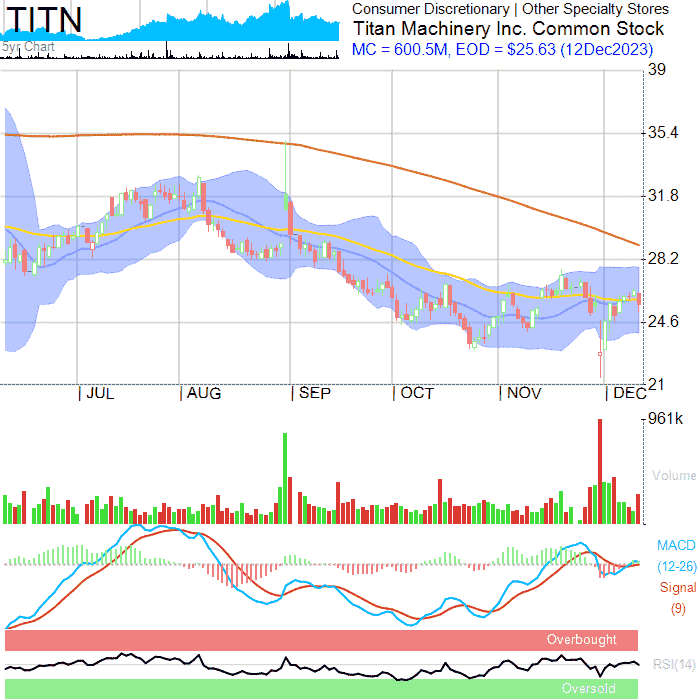 TITN
5yr Chart
Consumer Discretionary | Other Specialty Stores
Titan Machinery Inc. Common Stock
MC = 600.5M, EOD = $25.63 (12Dec2023)
39
35.4
31.8
28.2
24.6
21
JUL
AUG
SEP
OCT
NOV
DEC
961k
Volume
MACD
(12-26)
Signal
(9)
Overbought
RSI(14)
Oversold